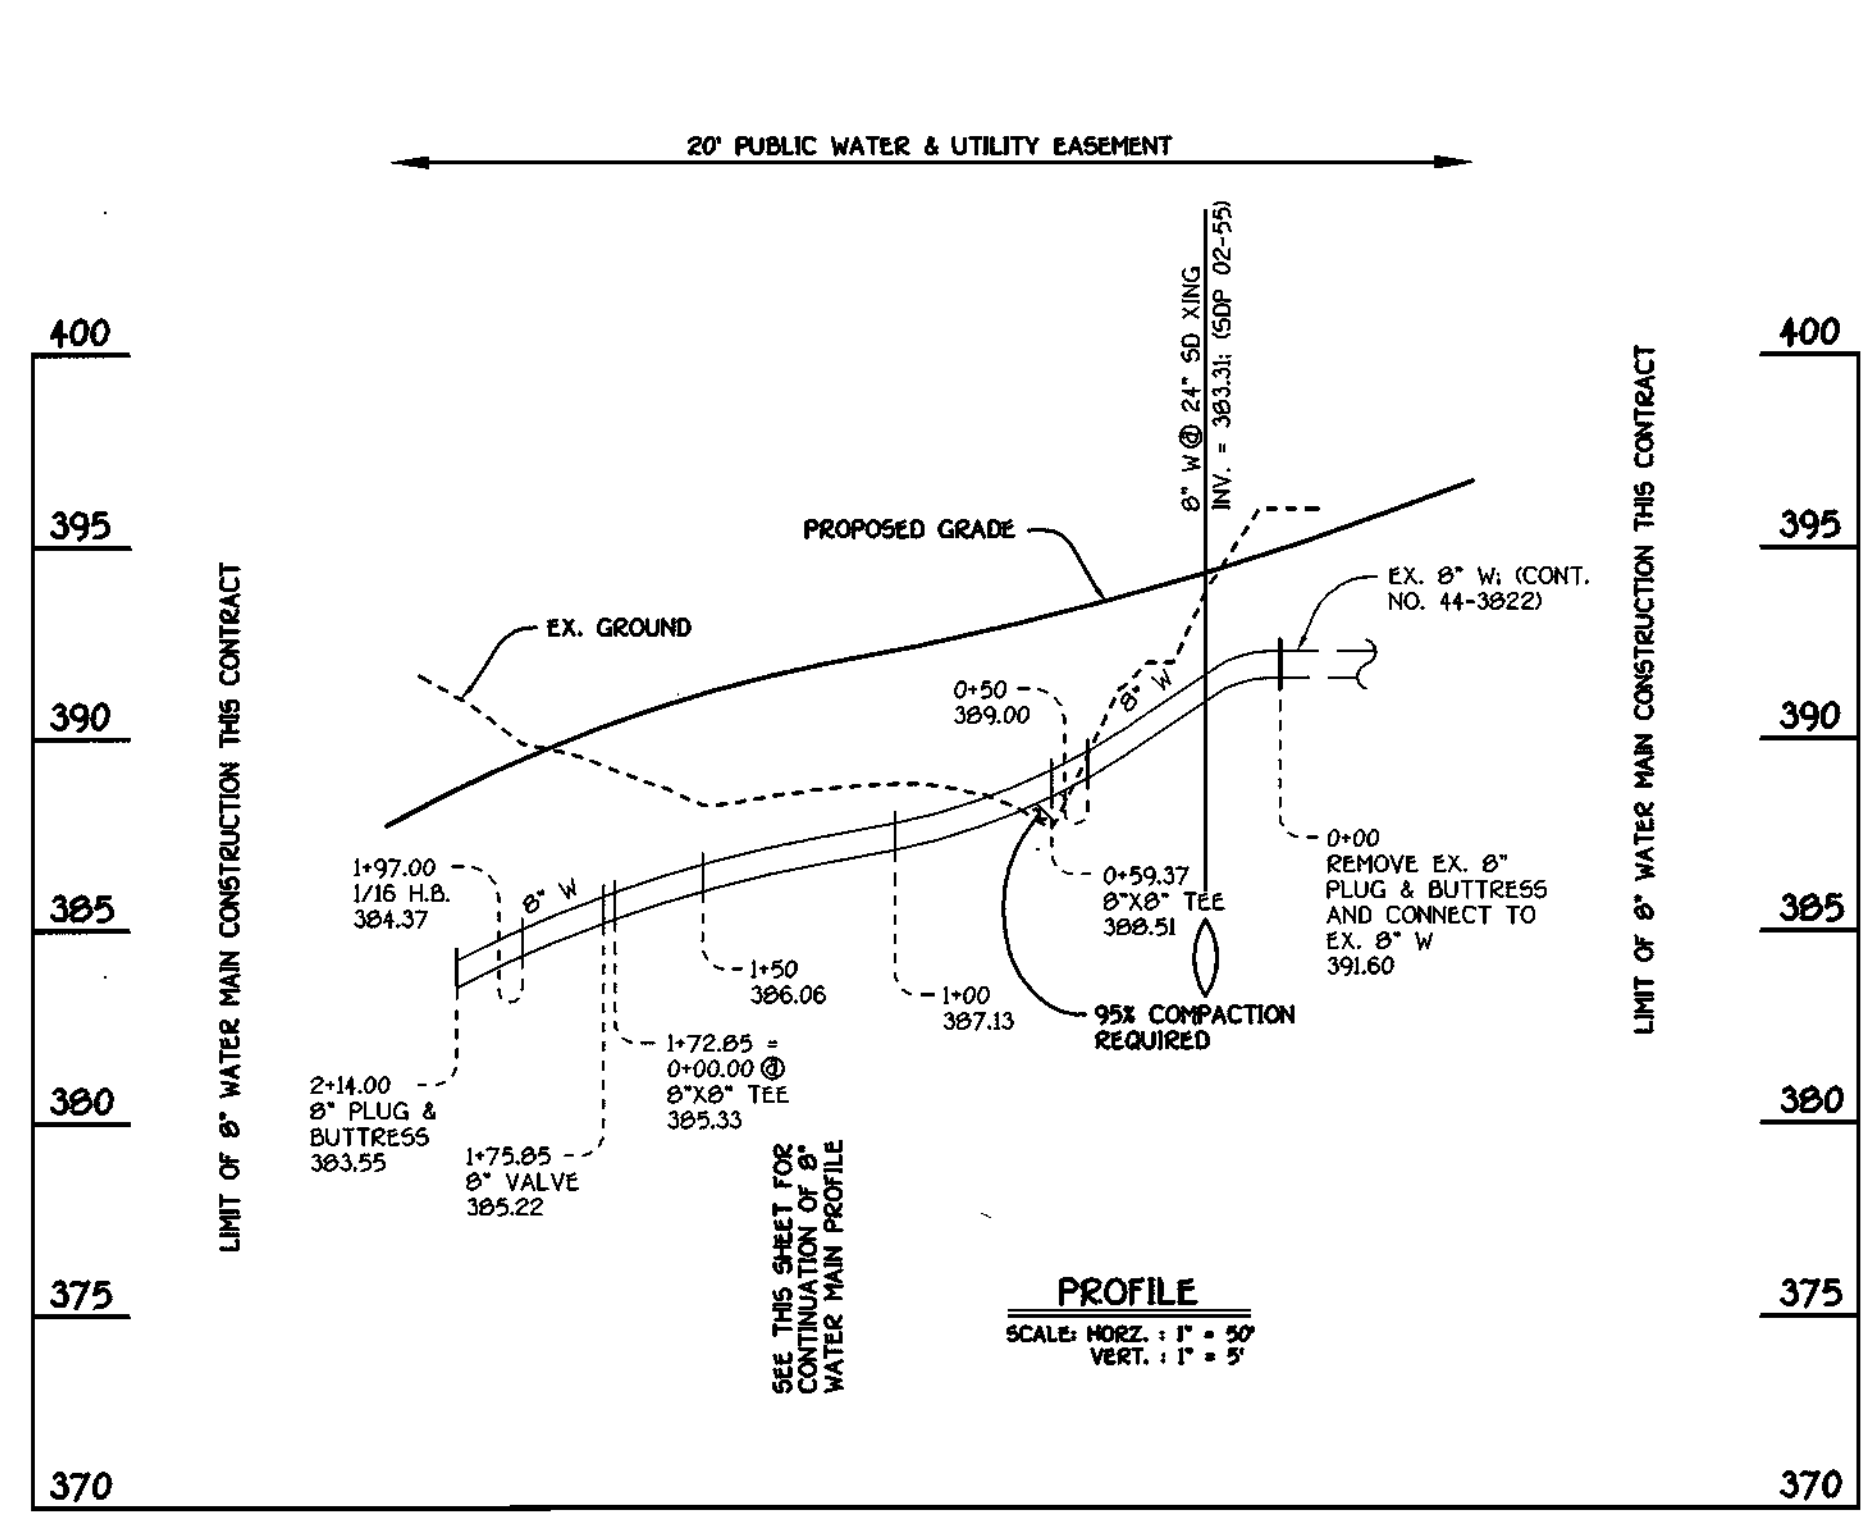 20' PUBLIC WATER & UTILITY EASEMENT
8" W @ 24" SD XING
INV. = 383.31; (SDP 02-55)
400
400
395
395
390
390
385
385
380
380
375
375
370
370
LIMIT OF 8" WATER MAIN CONSTRUCTION THIS CONTRACT
LIMIT OF 8" WATER MAIN CONSTRUCTION THIS CONTRACT
PROPOSED GRADE
EX. GROUND
EX. 8" W; (CONT.
NO. 44-3822)
8" W
0+50
389.00
1+97.00
1/16 H.B.
384.37
8" W
0+59.37
8"X8" TEE
388.51
0+00
REMOVE EX. 8"
PLUG & BUTTRESS
AND CONNECT TO
EX. 8" W
391.60
1+50
386.06
1+00
387.13
95% COMPACTION
REQUIRED
1+72.85 =
0+00.00 @
8"X8" TEE
385.33
2+14.00
8" PLUG &
BUTTRESS
383.55
1+75.85
8" VALVE
385.22
SEE THIS SHEET FOR
CONTINUATION OF 8"
WATER MAIN PROFILE
PROFILE
SCALE: HORZ. : 1" = 50'
VERT. : 1" = 5'